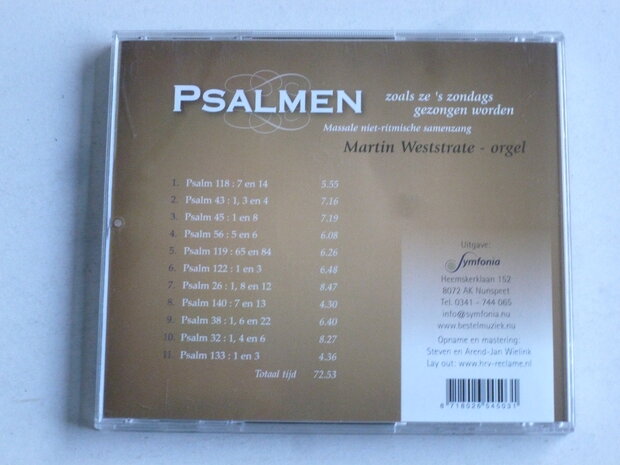 PSALMEN
zoals ze 's zondags
gezongen worden
Massale niet-ritmische samenzang
Martin Weststrate - orgel
1. Psalm 118 : 7 en 14 5.55
2. Psalm 43 : 1, 3 en 4 7.16
3. Psalm 45 : 1 en 8 7.19
4. Psalm 56 : 5 en 6 6.08
5. Psalm 119 : 65 en 84 6.26
6. Psalm 122 : 1 en 3 6.48
7. Psalm 26 : 1, 8 en 12 8.47
8. Psalm 140 : 7 en 13 4.30
9. Psalm 38 : 1, 6 en 22 6.40
10. Psalm 32 : 1, 4 en 6 8.27
11. Psalm 133 : 1 en 3 4.36
Totaal tijd 72.53
Uitgave:
Symfonia
Heemskerklaan 152
8072 AK Nunspeet
Tel. 0341 - 744 065
info@symfonia.nu
www.bestelmuziek.nu
Opname en mastering:
Steven en Arend-Jan Wielink
Lay out: www.hrv-reclame.nl
8 716026 045031